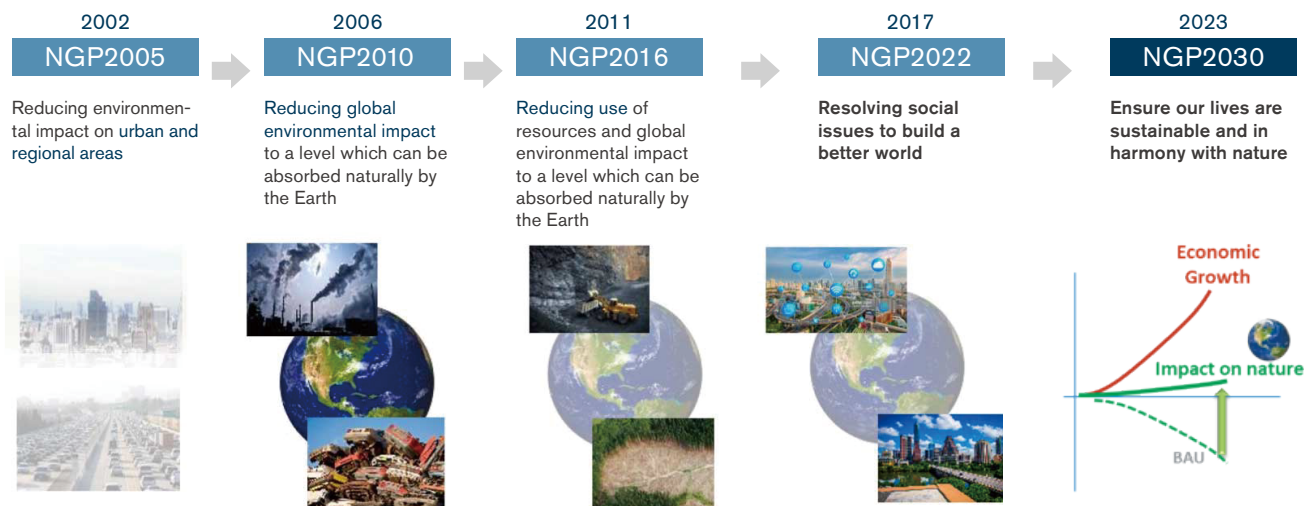 2002
NGP2005
Reducing environmen-
tal impact on urban and
regional areas
2006
NGP2010
Reducing global
environmental impact
to a level which can be
absorbed naturally by
the Earth
2011
NGP2016
Reducing use of
resources and global
environmental impact
to a level which can be
absorbed naturally by
the Earth
2017
NGP2022
Resolving social
issues to build a
better world
2023
NGP2030
Ensure our lives are
sustainable and in
harmony with nature
Economic
Growth
Impact on nature
BAU